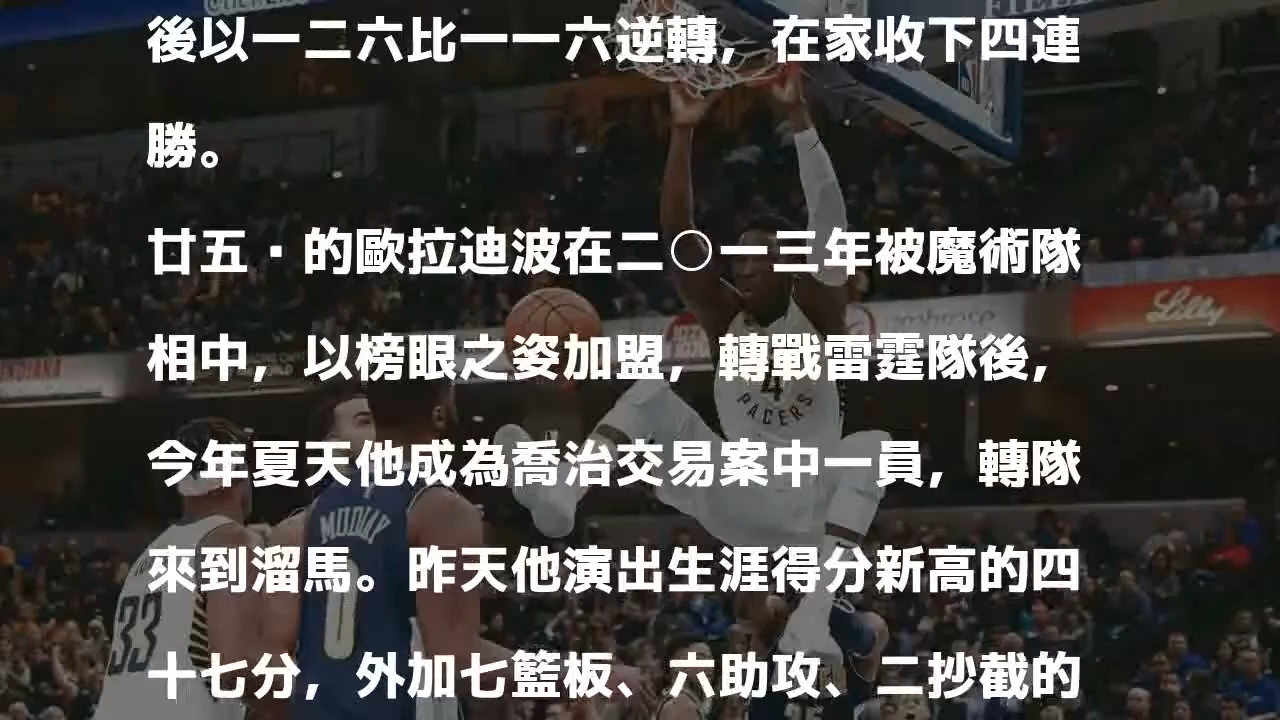 後以一二六比一一六逆轉，在家收下四連
勝。
廿五·的歐拉迪波在二○一三年被魔術隊
相中，以榜眼之姿加盟，轉戰雷霆隊後，
今年夏天他成為喬治交易案中一員，轉隊
來到溜馬。昨天他演出生涯得分新高的四
十七分，外加七籃板、六助攻、二抄截的
FIELD
Lilly
INDIANA
4
PACERS
MUDIAY
0
33